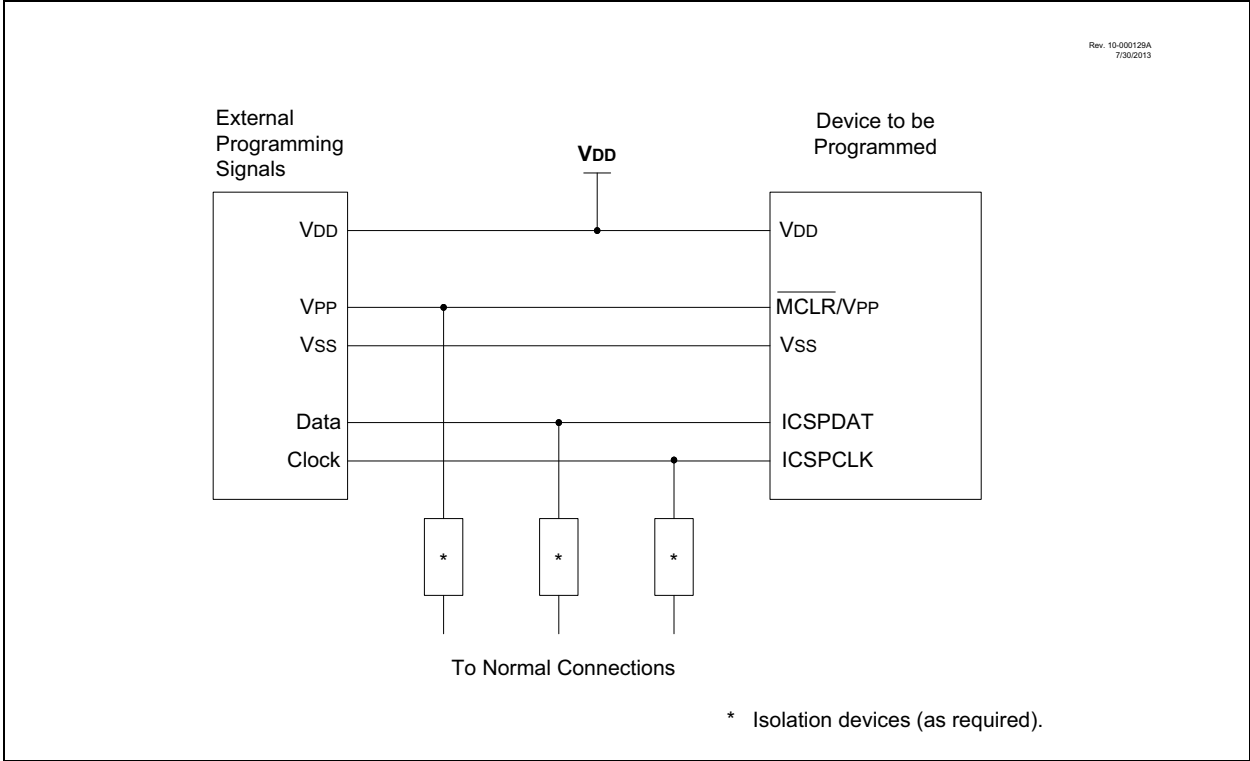 Rev. 10-000129A
7/30/2013
External
Programming
Signals
Device to be
Programmed
VDD
VDD
VDD
VPP
MCLR/VPP
VSS
VSS
Data
ICSPDAT
Clock
ICSPCLK
*
*
*
To Normal Connections
* Isolation devices (as required).